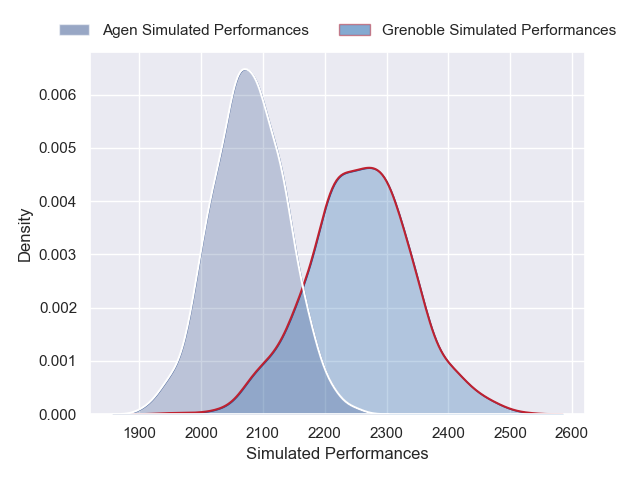 Agen Simulated Performances
Grenoble Simulated Performances
Density
0.006
0.005
0.004
0.003
0.002
0.001
0.000
1900 2000 2100 2200 2300 2400 2500 2600
Simulated Performances